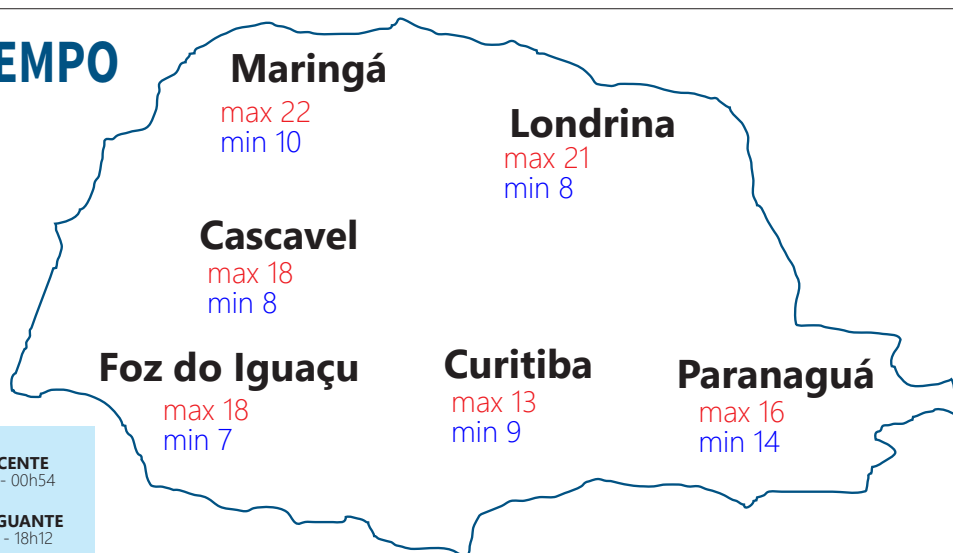 EMPO
Maringá
max 22
min 10
Londrina
max 21
min 8
Cascavel
max 18
min 8
Foz do Iguaçu
max 18
min 7
Curitiba
max 13
min 9
Paranaguá
max 16
min 14
CENTE
- 00h54
GUANTE
- 18h12